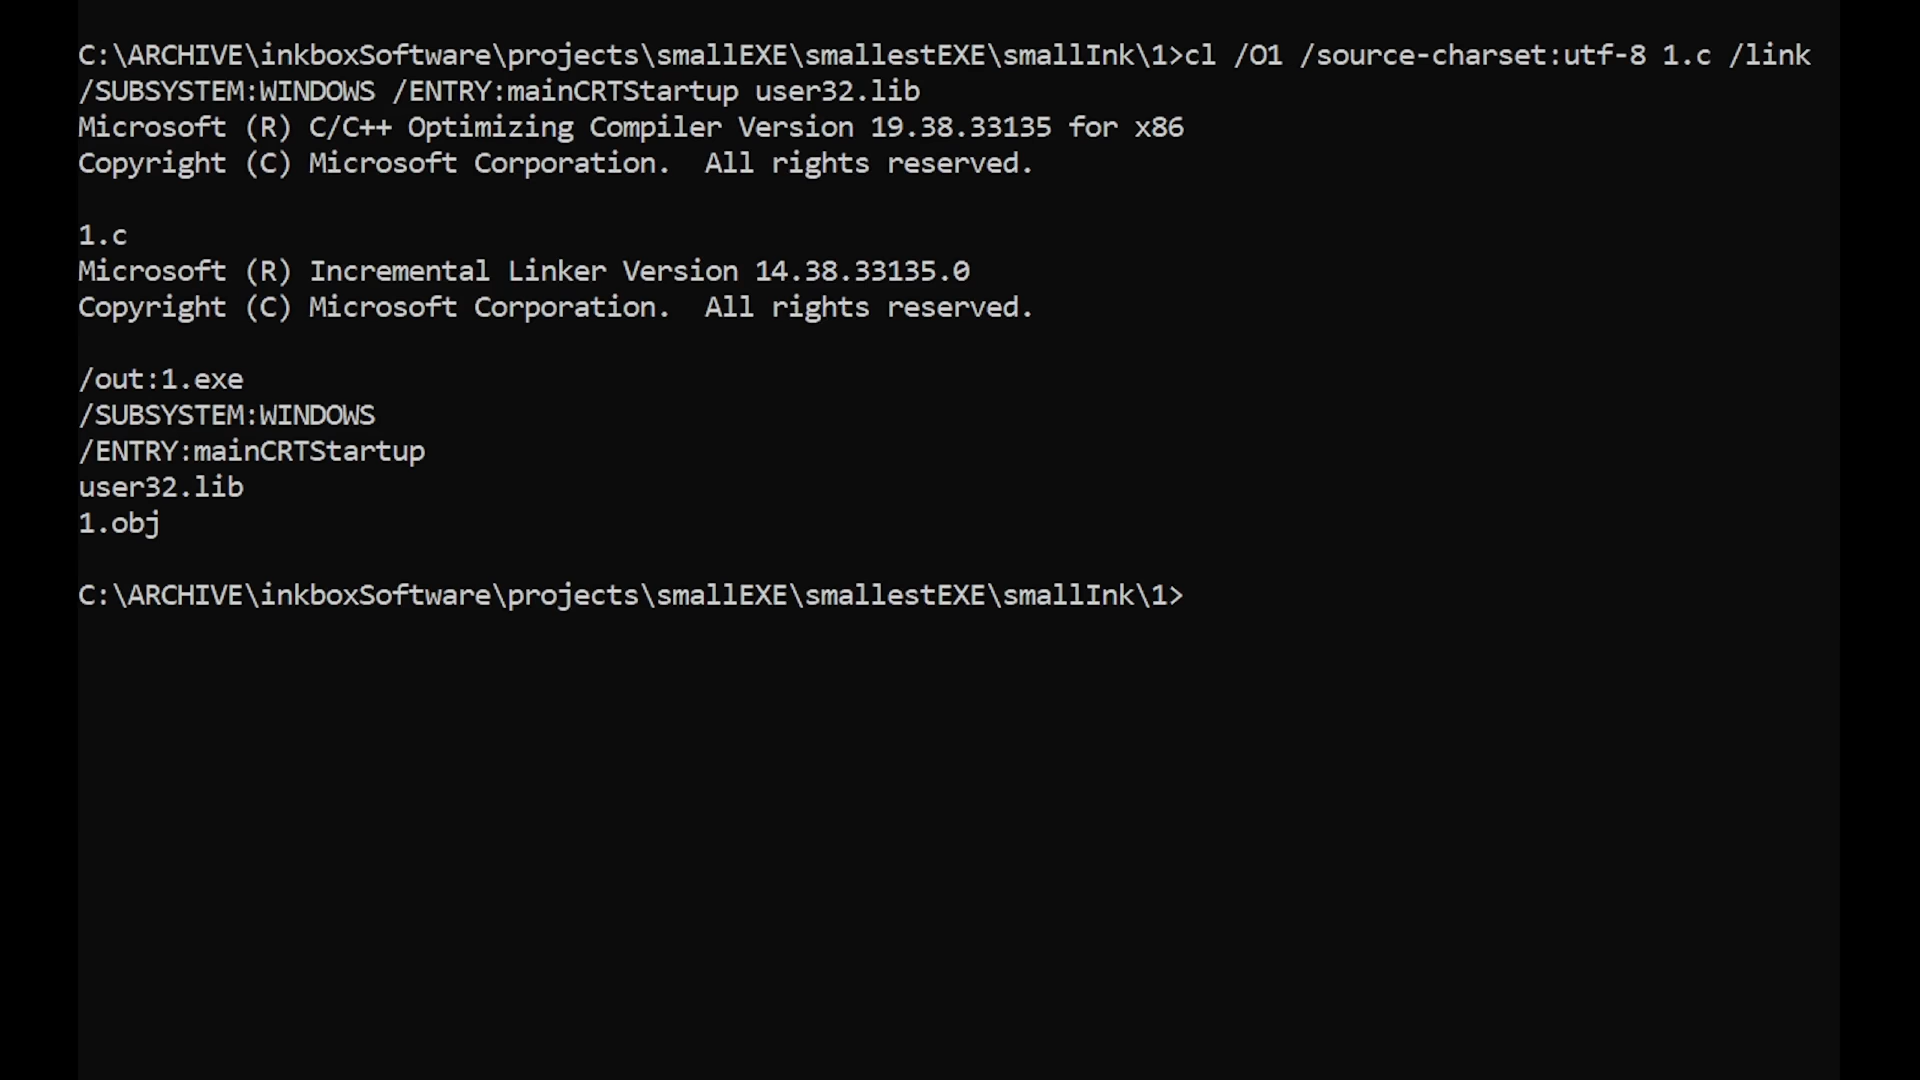 C:\ARCHIVE\inkboxSoftware\projects\smallEXE\smallestEXE\smallInk\1>cl /O1 /source-charset:utf-8 1.c /link
/SUBSYSTEM:WINDOWS /ENTRY:mainCRTStartup user32.lib
Microsoft (R) C/C++ Optimizing Compiler Version 19.38.33135 for x86
Copyright (C) Microsoft Corporation.  All rights reserved.

1.c
Microsoft (R) Incremental Linker Version 14.38.33135.0
Copyright (C) Microsoft Corporation.  All rights reserved.

/out:1.exe
/SUBSYSTEM:WINDOWS
/ENTRY:mainCRTStartup
user32.lib
1.obj

C:\ARCHIVE\inkboxSoftware\projects\smallEXE\smallestEXE\smallInk\1>